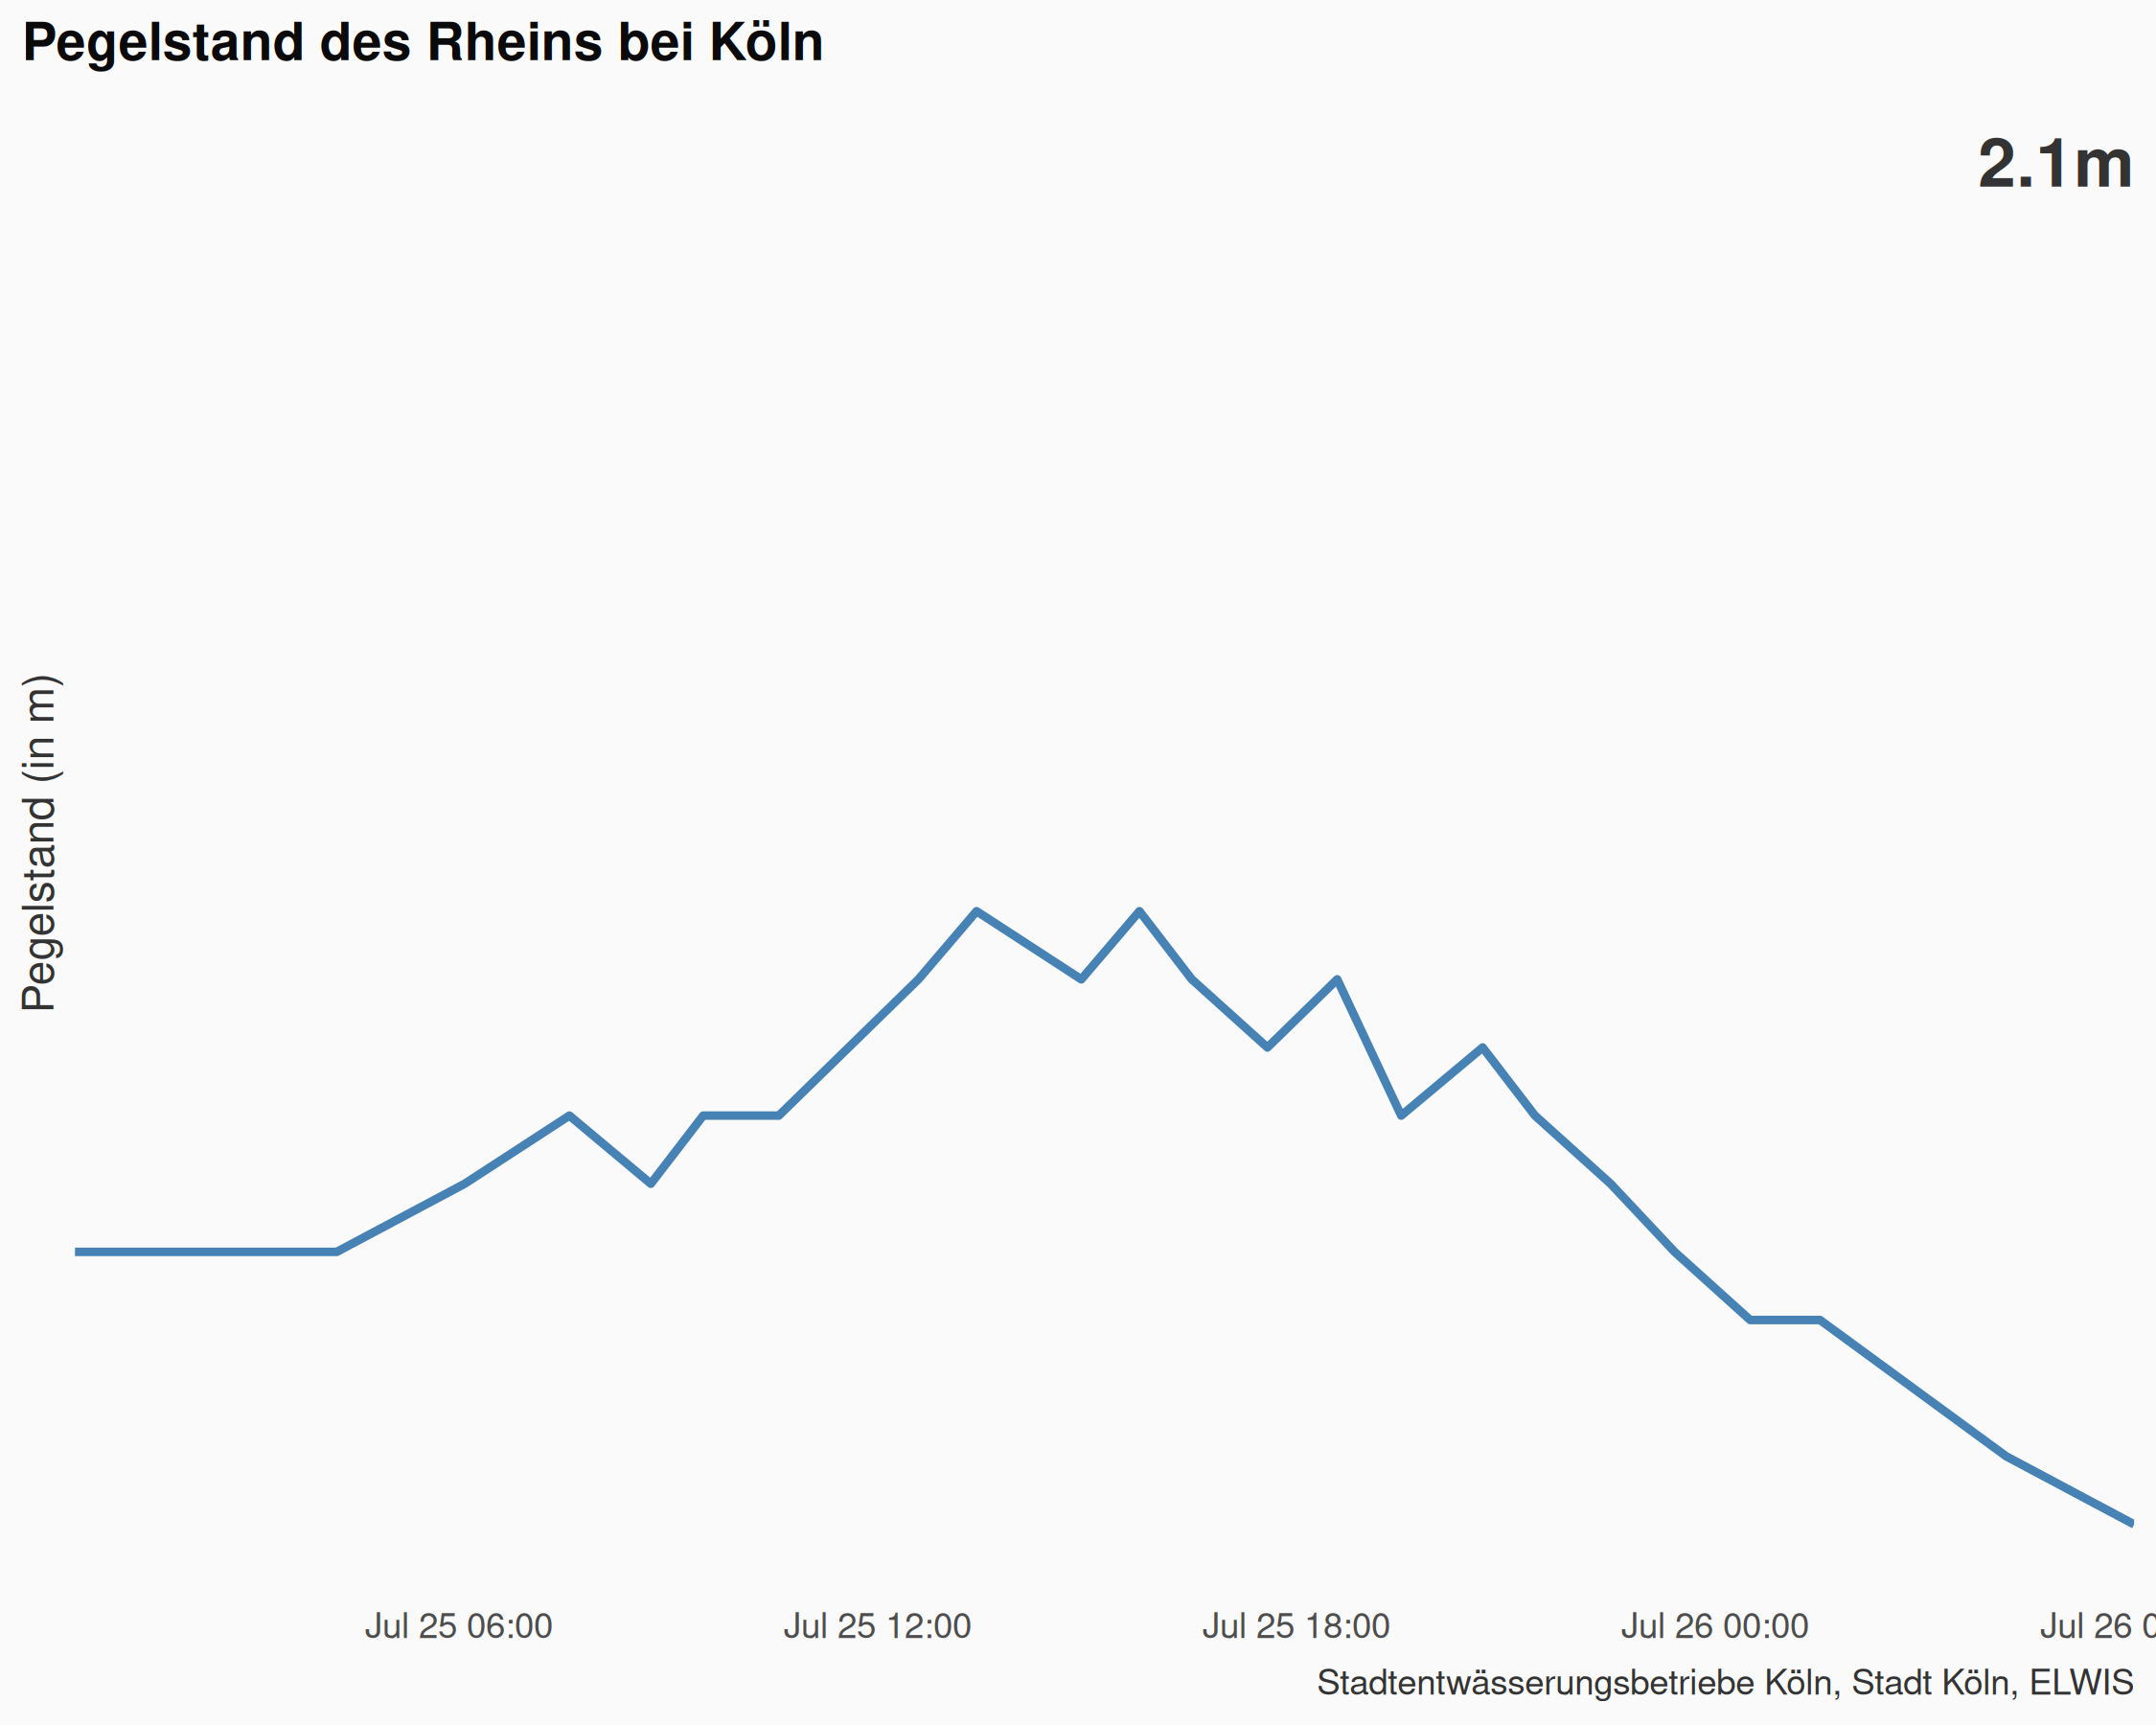 Pegelstand des Rheins bei Köln
2.1m
Pegelstand (in m)
Jul 25 06:00 Jul 25 12:00 Jul 25 18:00 Jul 26 00:00 Jul 26 0
Stadtentwässerungsbetriebe Köln, Stadt Köln, ELWIS